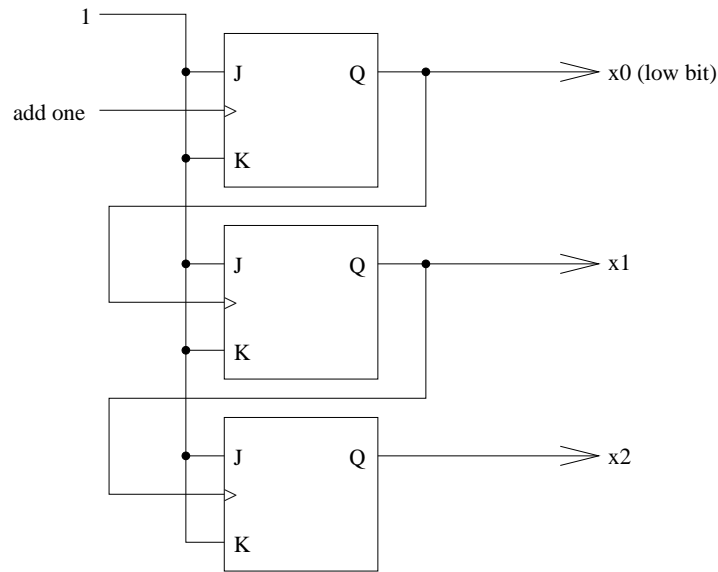 1
J Q x0 (low bit)
add one
K
J Q x1
K
J Q x2
K